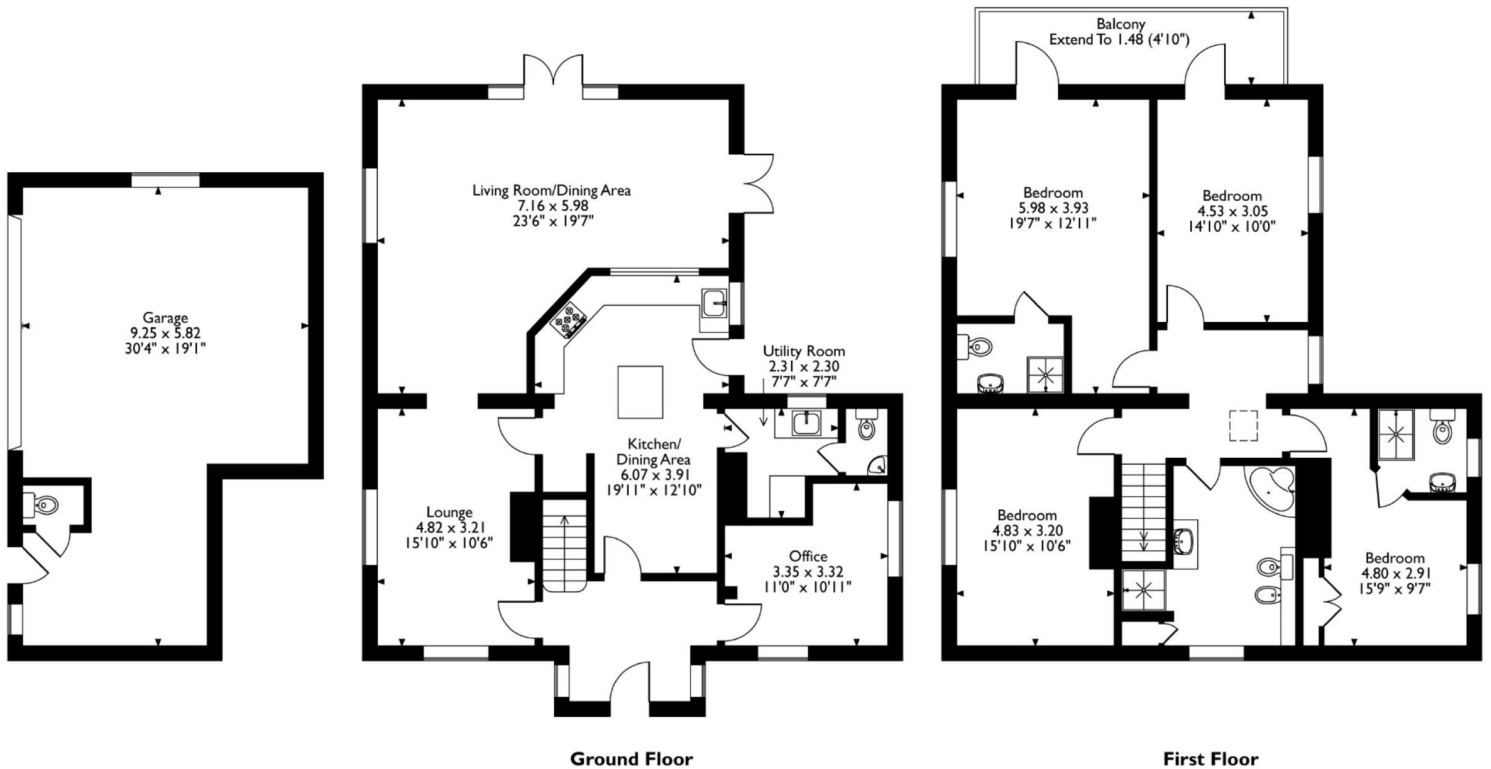 Balcony
Extend To 1.48 (4'10")
Living Room/Dining Area
7.16 x 5.98
23'6" x 19'7"
Bedroom
5.98 x 3.93
19'7" x 12'11"
Bedroom
4.53 x 3.05
14'10" x 10'0"
Garage
9.25 x 5.82
30'4" x 19'1"
Utility Room
2.31 x 2.30
7'7" x 7'7"
Kitchen/
Dining Area
6.07 x 3.91
19'11" x 12'10"
Lounge
4.82 x 3.21
15'10" x 10'6"
Office
3.35 x 3.32
11'0" x 10'11"
Bedroom
4.83 x 3.20
15'10" x 10'6"
Bedroom
4.80 x 2.91
15'9" x 9'7"
Ground Floor
First Floor